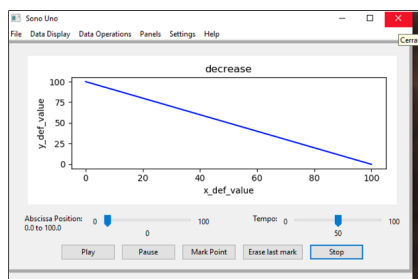 Sono Uno
Cerra
File Data Display Data Operations Panels Settings Help
decrease
100
75
50
25
0
y_def_value
0 20 40 60 80 100
x_def_value
Abscissa Position: 0 100 Tempo: 0 100
0.0 to 100.0
0 50
Play Pause Mark Point Erase last mark Stop